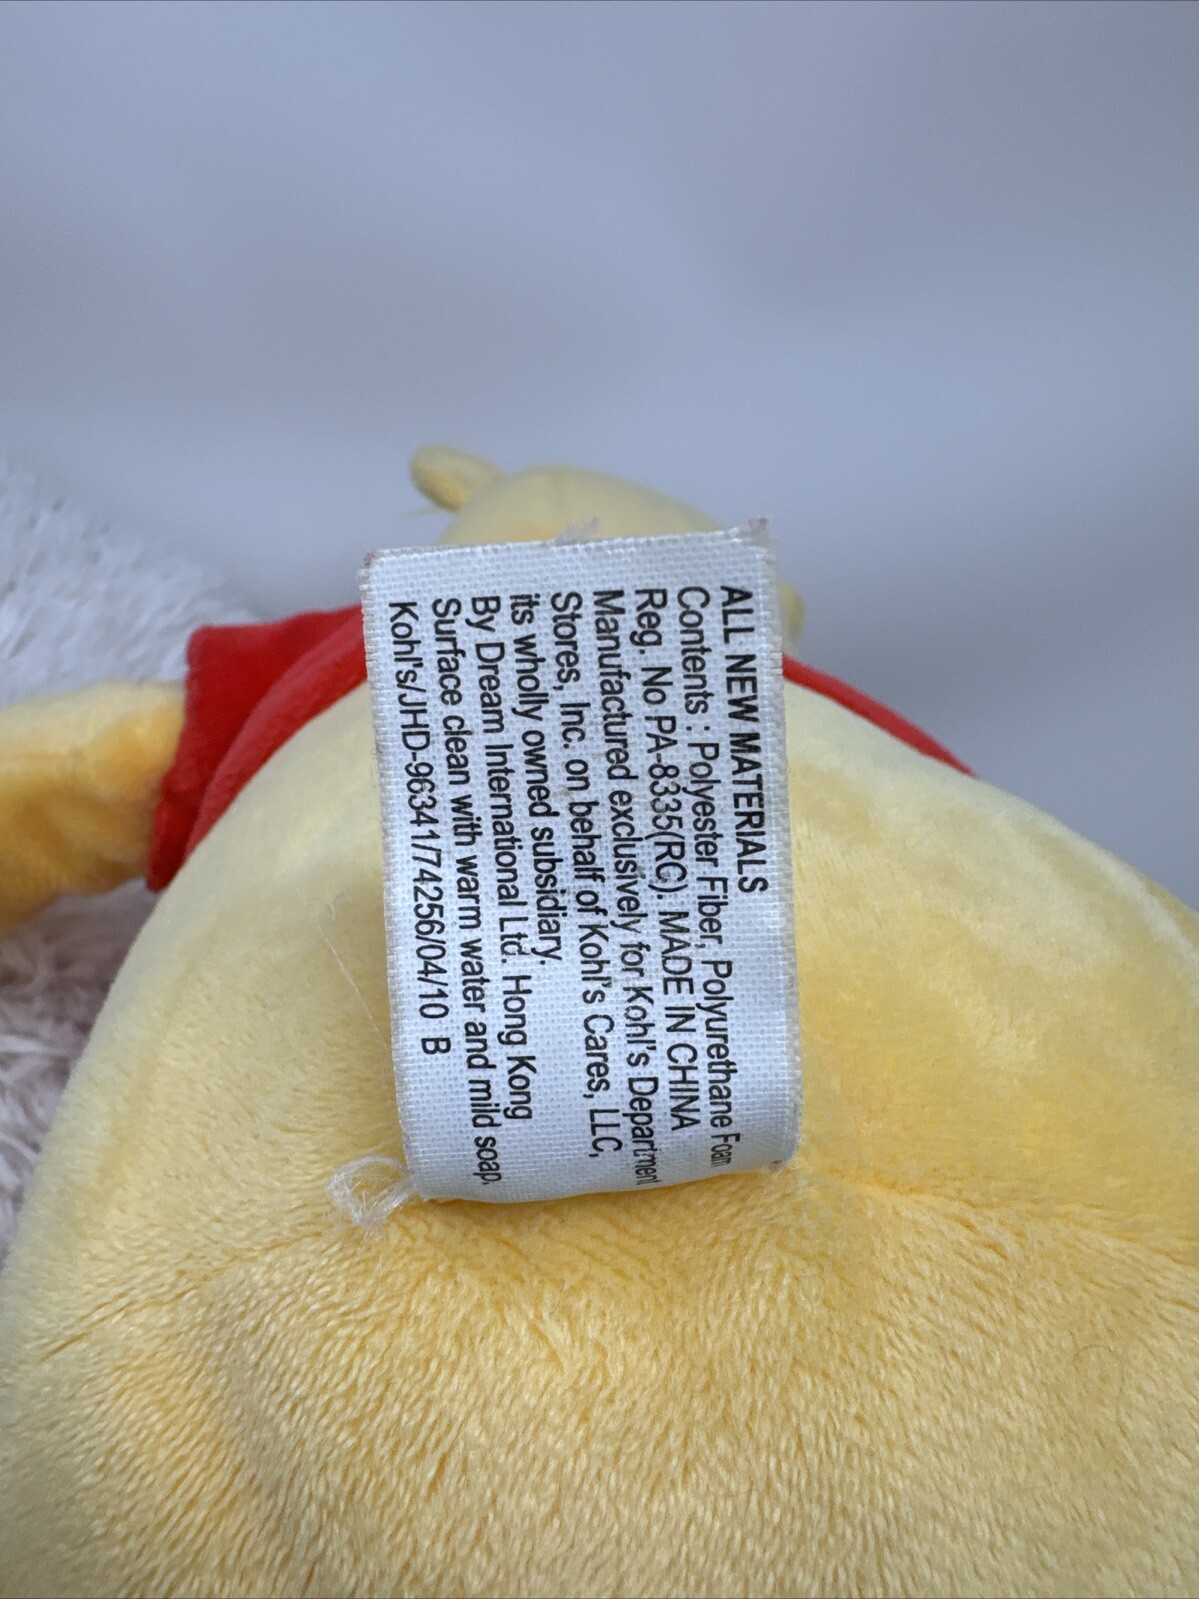 ALL NEW MATERIALS
Contents : Polyester Fiber, Polyurethane Foam
Reg. No PA-8335(RC). MADE IN CHINA
Manufactured exclusively for Kohl's Department
Stores, Inc. on behalf of Kohl's Cares, LLC,
its wholly owned subsidiary.
By Dream International Ltd. Hong Kong
Surface clean with warm water and mild soap.
Kohl's/JHD-96341/74256/04/10 B